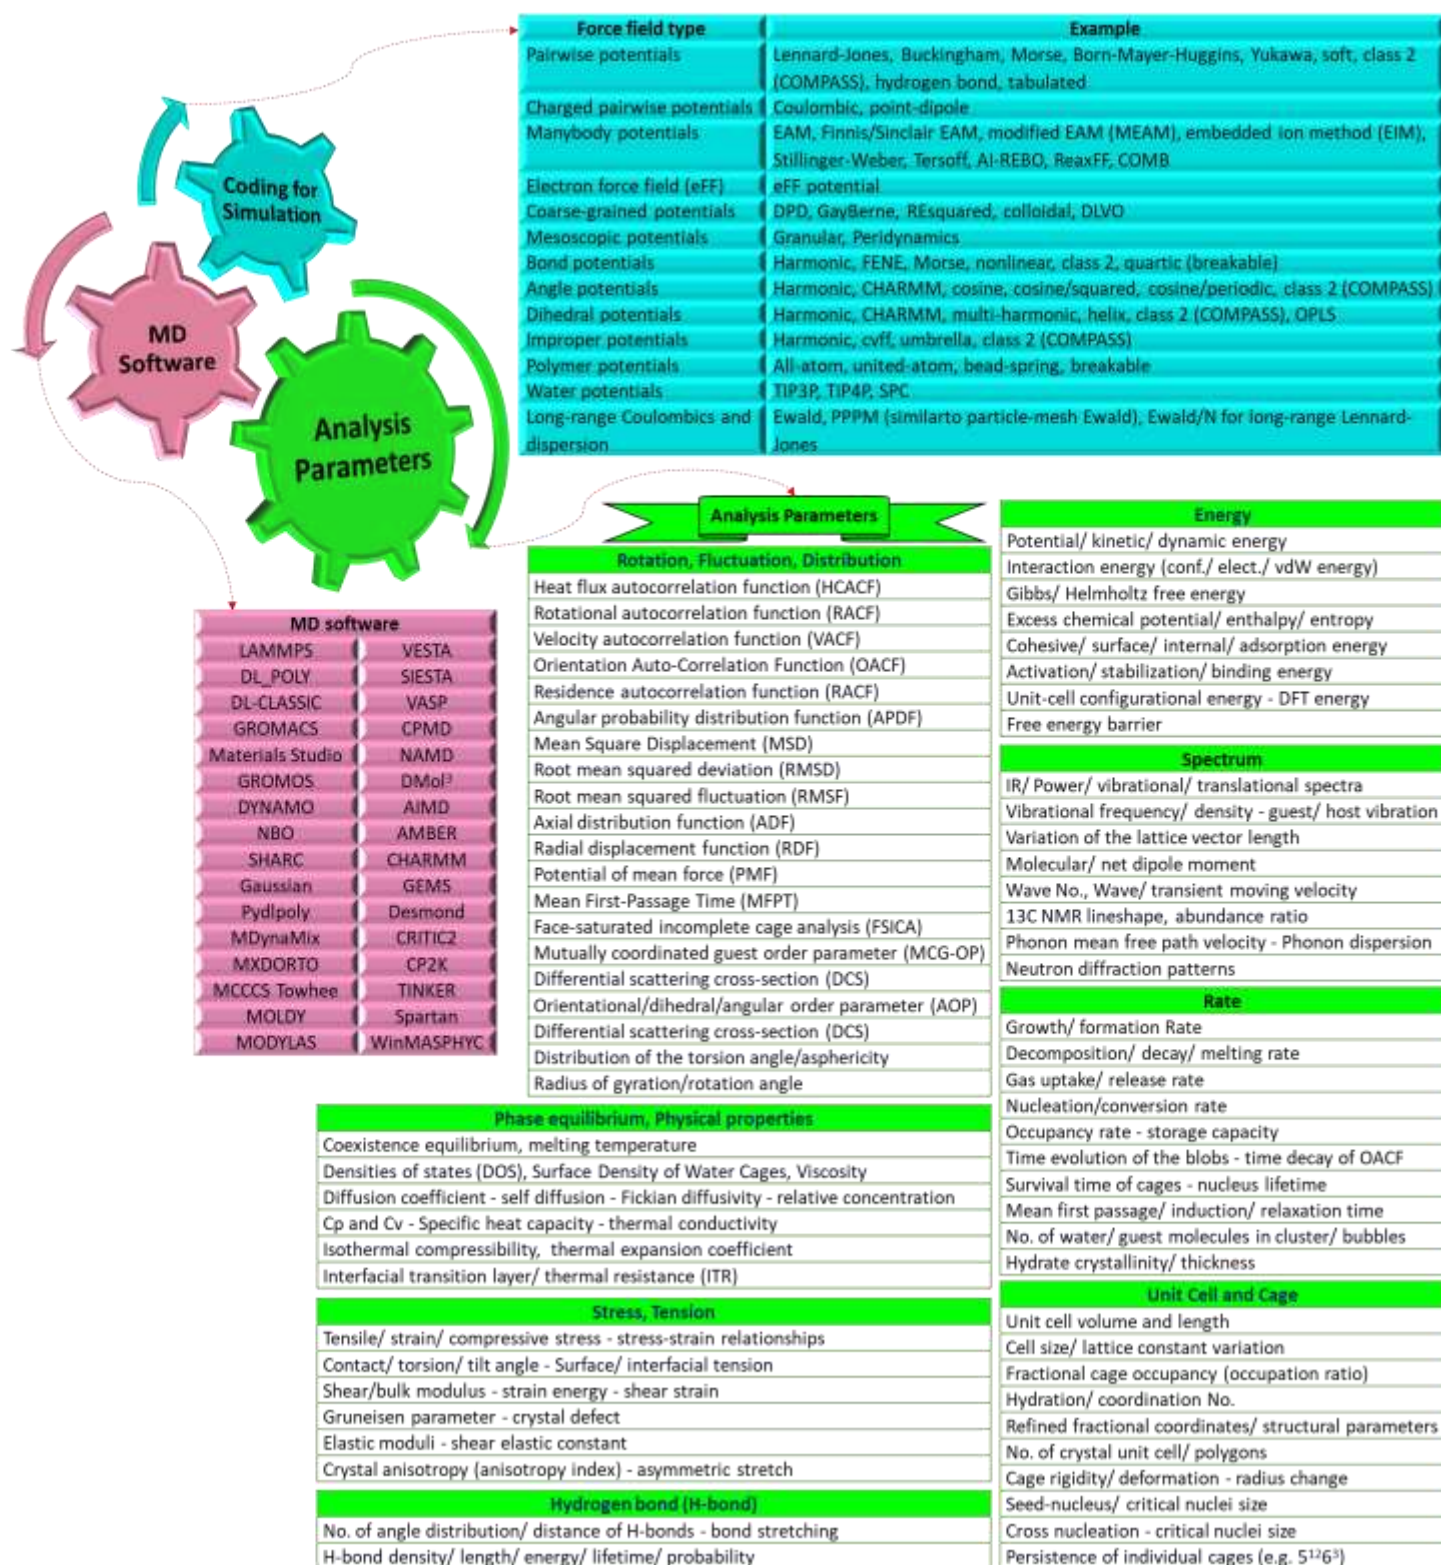 Coding for
Simulation
MD
Software
Analysis
Parameters
Force field type Example
Pairwise potentials Lennard-Jones, Buckingham, Morse, Born-Mayer-Huggins, Yukawa, soft, class 2
(COMPASS), hydrogen bond, tabulated
Charged pairwise potentials Coulombic, point-dipole
Manybody potentials EAM, Finnis/Sinclair EAM, modified EAM (MEAM), embedded ion method (EIM),
Stillinger-Weber, Tersoff, AI-REBO, ReaxFF, COMB
Electron force field (eFF) eFF potential
Coarse-grained potentials DPD, GayBerne, REsquared, colloidal, DLVO
Mesoscopic potentials Granular, Peridynamics
Bond potentials Harmonic, FENE, Morse, nonlinear, class 2, quartic (breakable)
Angle potentials Harmonic, CHARMM, cosine, cosine/squared, cosine/periodic, class 2 (COMPASS)
Dihedral potentials Harmonic, CHARMM, multi-harmonic, helix, class 2 (COMPASS), OPLS
Improper potentials Harmonic, cvff, umbrella, class 2 (COMPASS)
Polymer potentials All-atom, united-atom, bead-spring, breakable
Water potentials TIP3P, TIP4P, SPC
Long-range Coulombics and Ewald, PPPM (similarto particle-mesh Ewald), Ewald/N for long-range Lennard-
dispersion Jones
MD software
LAMMPS VESTA
DL_POLY SIESTA
DL-CLASSIC VASP
GROMACS CPMD
Materials Studio NAMD
GROMOS DMol³
DYNAMO AIMD
NBO AMBER
SHARC CHARMM
Gaussian GEMS
Pydlpoly Desmond
MDynaMix CRITIC2
MXDORTO CP2K
MCCCS Towhee TINKER
MOLDY Spartan
MODYLAS WinMASPHYC
Analysis Parameters
Rotation, Fluctuation, Distribution
Heat flux autocorrelation function (HCACF)
Rotational autocorrelation function (RACF)
Velocity autocorrelation function (VACF)
Orientation Auto-Correlation Function (OACF)
Residence autocorrelation function (RACF)
Angular probability distribution function (APDF)
Mean Square Displacement (MSD)
Root mean squared deviation (RMSD)
Root mean squared fluctuation (RMSF)
Axial distribution function (ADF)
Radial displacement function (RDF)
Potential of mean force (PMF)
Mean First-Passage Time (MFPT)
Face-saturated incomplete cage analysis (FSICA)
Mutually coordinated guest order parameter (MCG-OP)
Differential scattering cross-section (DCS)
Orientational/dihedral/angular order parameter (AOP)
Differential scattering cross-section (DCS)
Distribution of the torsion angle/asphericity
Radius of gyration/rotation angle
Phase equilibrium, Physical properties
Coexistence equilibrium, melting temperature
Densities of states (DOS), Surface Density of Water Cages, Viscosity
Diffusion coefficient - self diffusion - Fickian diffusivity - relative concentration
Cp and Cv - Specific heat capacity - thermal conductivity
Isothermal compressibility, thermal expansion coefficient
Interfacial transition layer/ thermal resistance (ITR)
Stress, Tension
Tensile/ strain/ compressive stress - stress-strain relationships
Contact/ torsion/ tilt angle - Surface/ interfacial tension
Shear/bulk modulus - strain energy - shear strain
Gruneisen parameter - crystal defect
Elastic moduli - shear elastic constant
Crystal anisotropy (anisotropy index) - asymmetric stretch
Hydrogen bond (H-bond)
No. of angle distribution/ distance of H-bonds - bond stretching
H-bond density/ length/ energy/ lifetime/ probability
Energy
Potential/ kinetic/ dynamic energy
Interaction energy (conf./ elect./ vdW energy)
Gibbs/ Helmholtz free energy
Excess chemical potential/ enthalpy/ entropy
Cohesive/ surface/ internal/ adsorption energy
Activation/ stabilization/ binding energy
Unit-cell configurational energy - DFT energy
Free energy barrier
Spectrum
IR/ Power/ vibrational/ translational spectra
Vibrational frequency/ density - guest/ host vibration
Variation of the lattice vector length
Molecular/ net dipole moment
Wave No., Wave/ transient moving velocity
13C NMR lineshape, abundance ratio
Phonon mean free path velocity - Phonon dispersion
Neutron diffraction patterns
Rate
Growth/ formation Rate
Decomposition/ decay/ melting rate
Gas uptake/ release rate
Nucleation/conversion rate
Occupancy rate - storage capacity
Time evolution of the blobs - time decay of OACF
Survival time of cages - nucleus lifetime
Mean first passage/ induction/ relaxation time
No. of water/ guest molecules in cluster/ bubbles
Hydrate crystallinity/ thickness
Unit Cell and Cage
Unit cell volume and length
Cell size/ lattice constant variation
Fractional cage occupancy (occupation ratio)
Hydration/ coordination No.
Refined fractional coordinates/ structural parameters
No. of crystal unit cell/ polygons
Cage rigidity/ deformation - radius change
Seed-nucleus/ critical nuclei size
Cross nucleation - critical nuclei size
Persistence of individual cages (e.g. 5¹²6³)